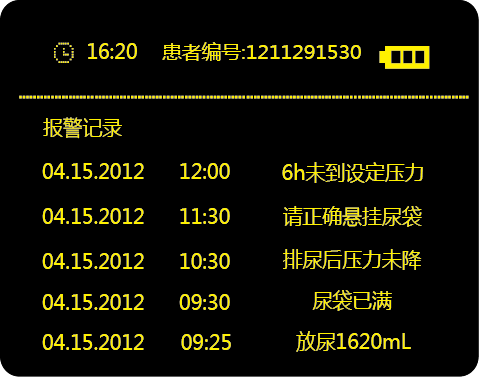 16:20 患者编号:1211291530
报警记录
04.15.2012 12:00 6h未到设定压力
04.15.2012 11:30 请正确悬挂尿袋
04.15.2012 10:30 排尿后压力未降
04.15.2012 09:30 尿袋已满
04.15.2012 09:25 放尿1620mL